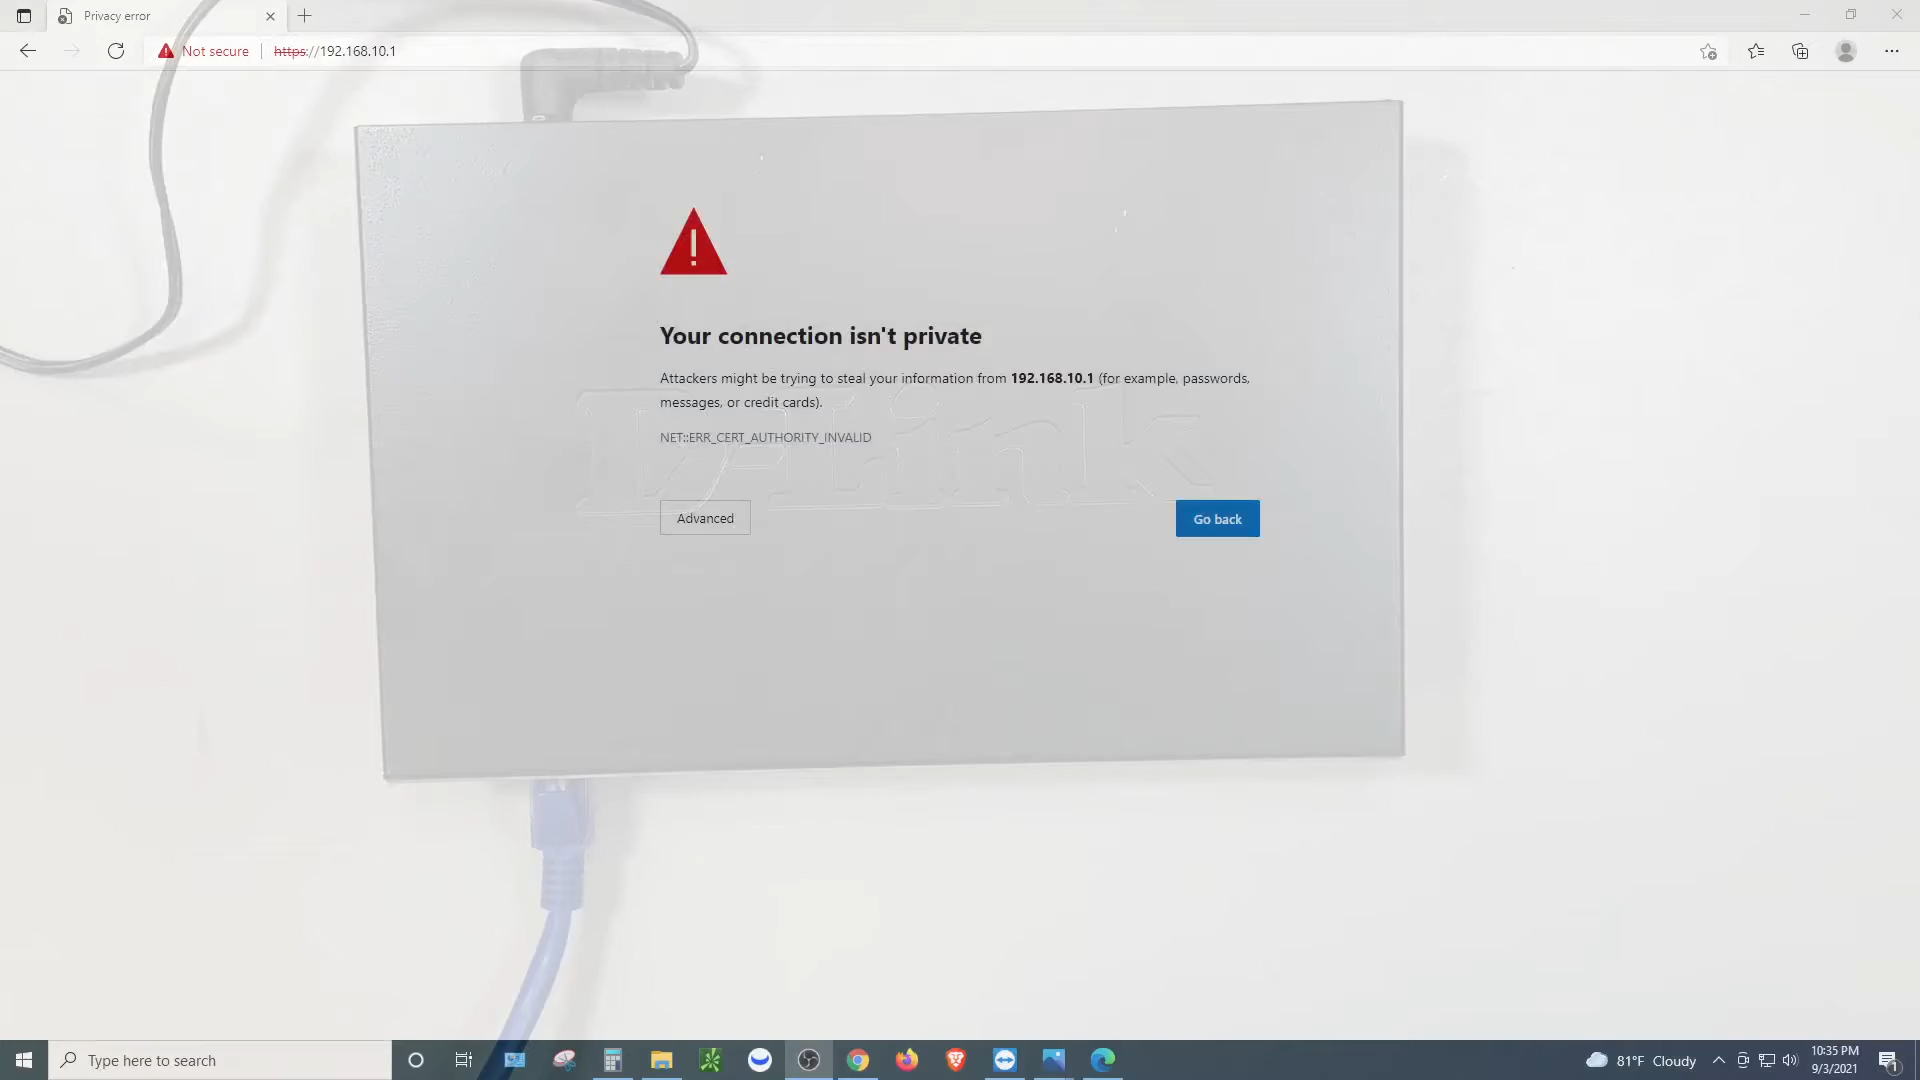 Privacy error
Not secure
https://192.168.10.1
Your connection isn't private
Attackers might be trying to steal your information from 192.168.10.1 (for example, passwords,
messages, or credit cards).
NET::ERR_CERT_AUTHORITY_INVALID
D-Link
Advanced
Go back
Type here to search
81°F Cloudy
10:35 PM
9/3/2021
1